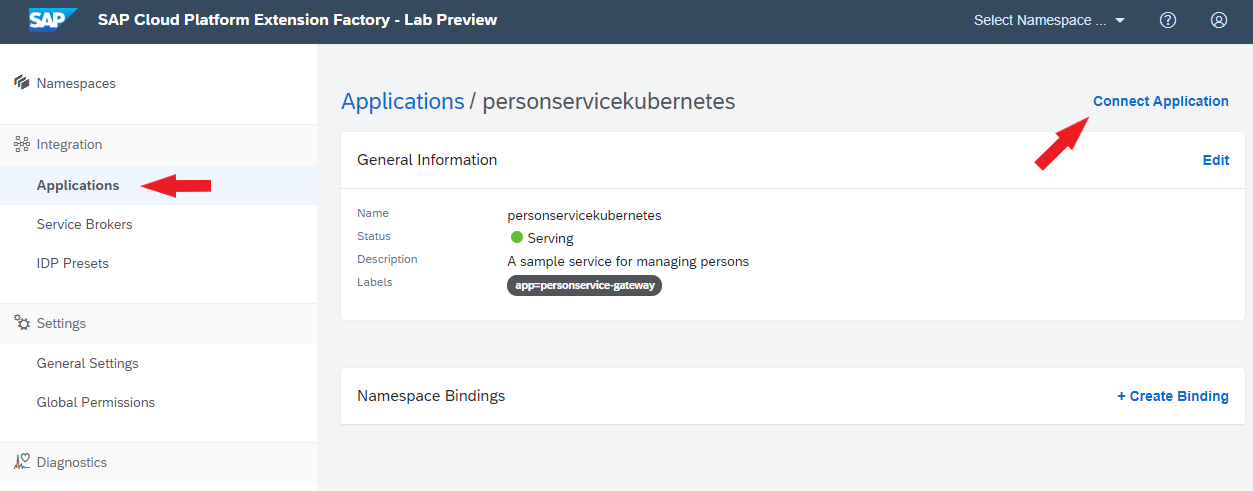 SAP SAP Cloud Platform Extension Factory - Lab Preview Select Namespace ...
Namespaces
Integration
Applications
Service Brokers
IDP Presets
Settings
General Settings
Global Permissions
Diagnostics
Applications / personservicekubernetes Connect Application
General Information Edit
Name personservicekubernetes
Status Serving
Description A sample service for managing persons
Labels app=personservice-gateway
Namespace Bindings + Create Binding